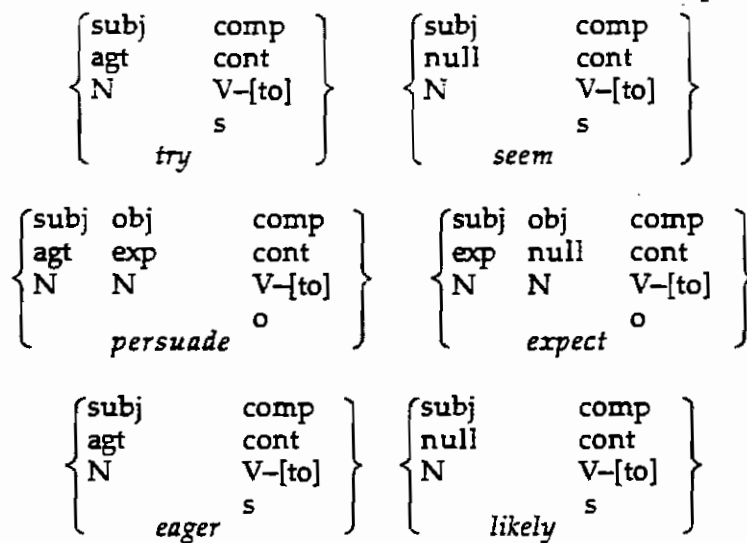 subj comp subj comp
agt cont null cont
N V–[to] N V–[to]
s s
try seem
subj obj comp subj obj comp
agt exp cont exp null cont
N N V–[to] N N V–[to]
o o
persuade expect
subj comp subj comp
agt cont null cont
N V–[to] N V–[to]
s s
eager likely